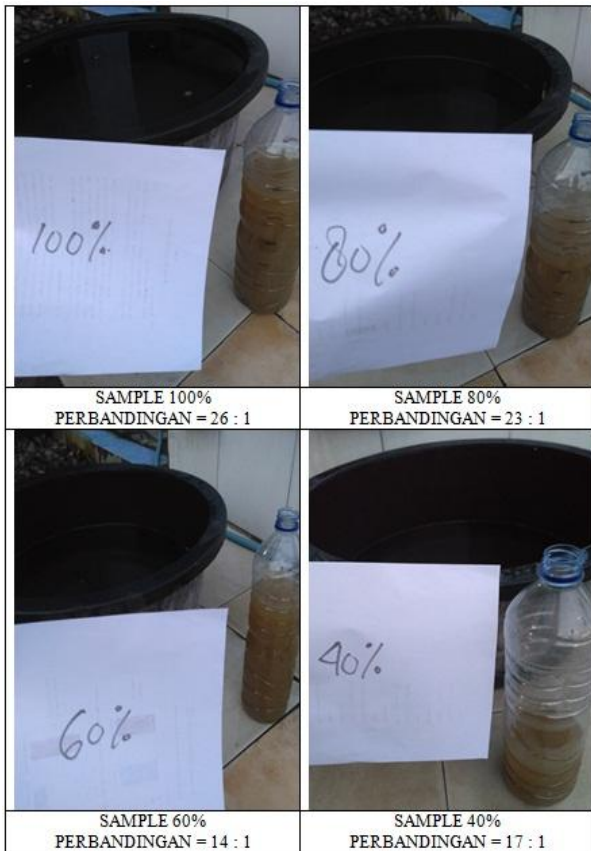 100%
80%
SAMPLE 100%
PERBANDINGAN = 26 : 1
SAMPLE 80%
PERBANDINGAN = 23 : 1
60%
40%
SAMPLE 60%
PERBANDINGAN = 14 : 1
SAMPLE 40%
PERBANDINGAN = 17 : 1